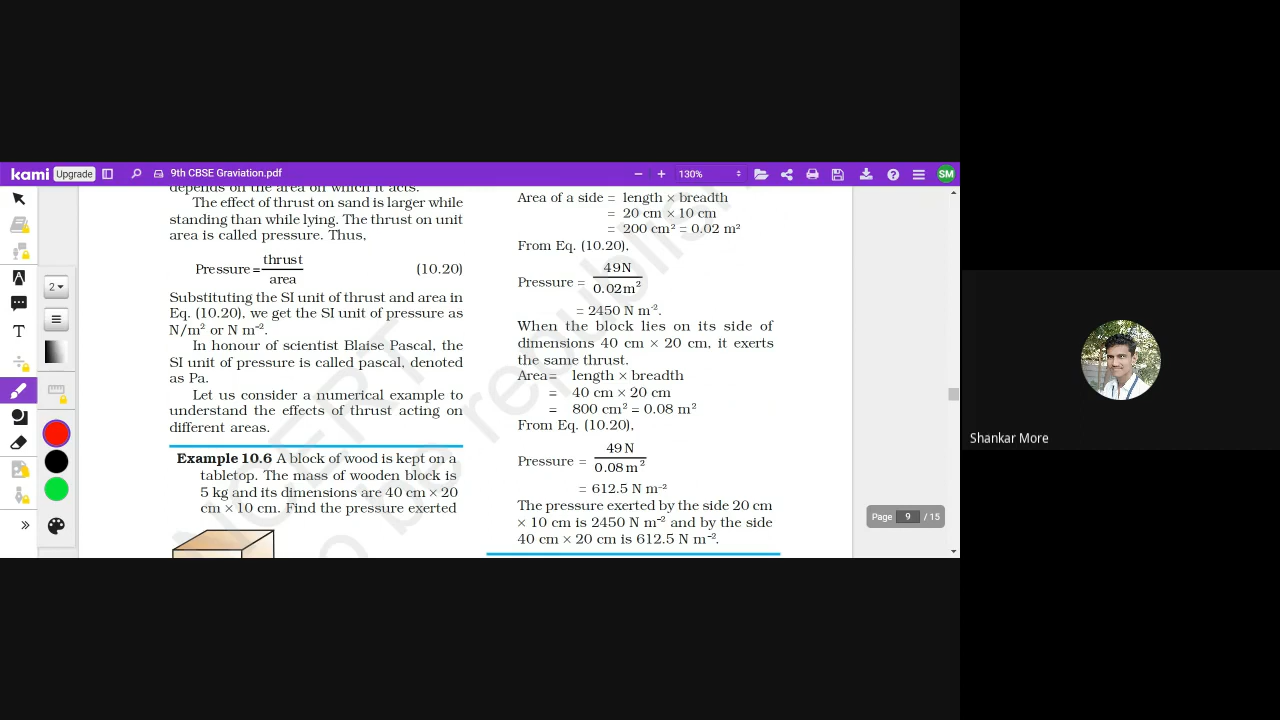 kami Upgrade 9th CBSE Graviation.pdf 130% SM
depends on the area on which it acts.
The effect of thrust on sand is larger while
standing than while lying. The thrust on unit
area is called pressure. Thus,
Pressure = thrust / area (10.20)
Substituting the SI unit of thrust and area in
Eq. (10.20), we get the SI unit of pressure as
N/m² or N m⁻².
In honour of scientist Blaise Pascal, the
SI unit of pressure is called pascal, denoted
as Pa.
Let us consider a numerical example to
understand the effects of thrust acting on
different areas.
Example 10.6 A block of wood is kept on a
tabletop. The mass of wooden block is
5 kg and its dimensions are 40 cm × 20
cm × 10 cm. Find the pressure exerted
Area of a side = length × breadth
= 20 cm × 10 cm
= 200 cm² = 0.02 m²
From Eq. (10.20),
Pressure = 49 N / 0.02 m²
= 2450 N m⁻².
When the block lies on its side of
dimensions 40 cm × 20 cm, it exerts
the same thrust.
Area= length × breadth
= 40 cm × 20 cm
= 800 cm² = 0.08 m²
From Eq. (10.20),
Pressure = 49 N / 0.08 m²
= 612.5 N m⁻²
The pressure exerted by the side 20 cm
× 10 cm is 2450 N m⁻² and by the side
40 cm × 20 cm is 612.5 N m⁻².
2
T
Page 9 / 15
Shankar More